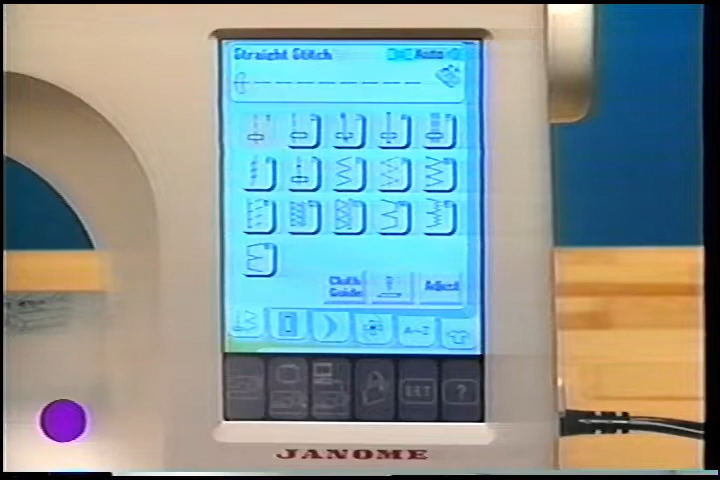 Straight Stitch
Auto
Cloth
Guide
Adjust
A~Z
SET
?
JANOME